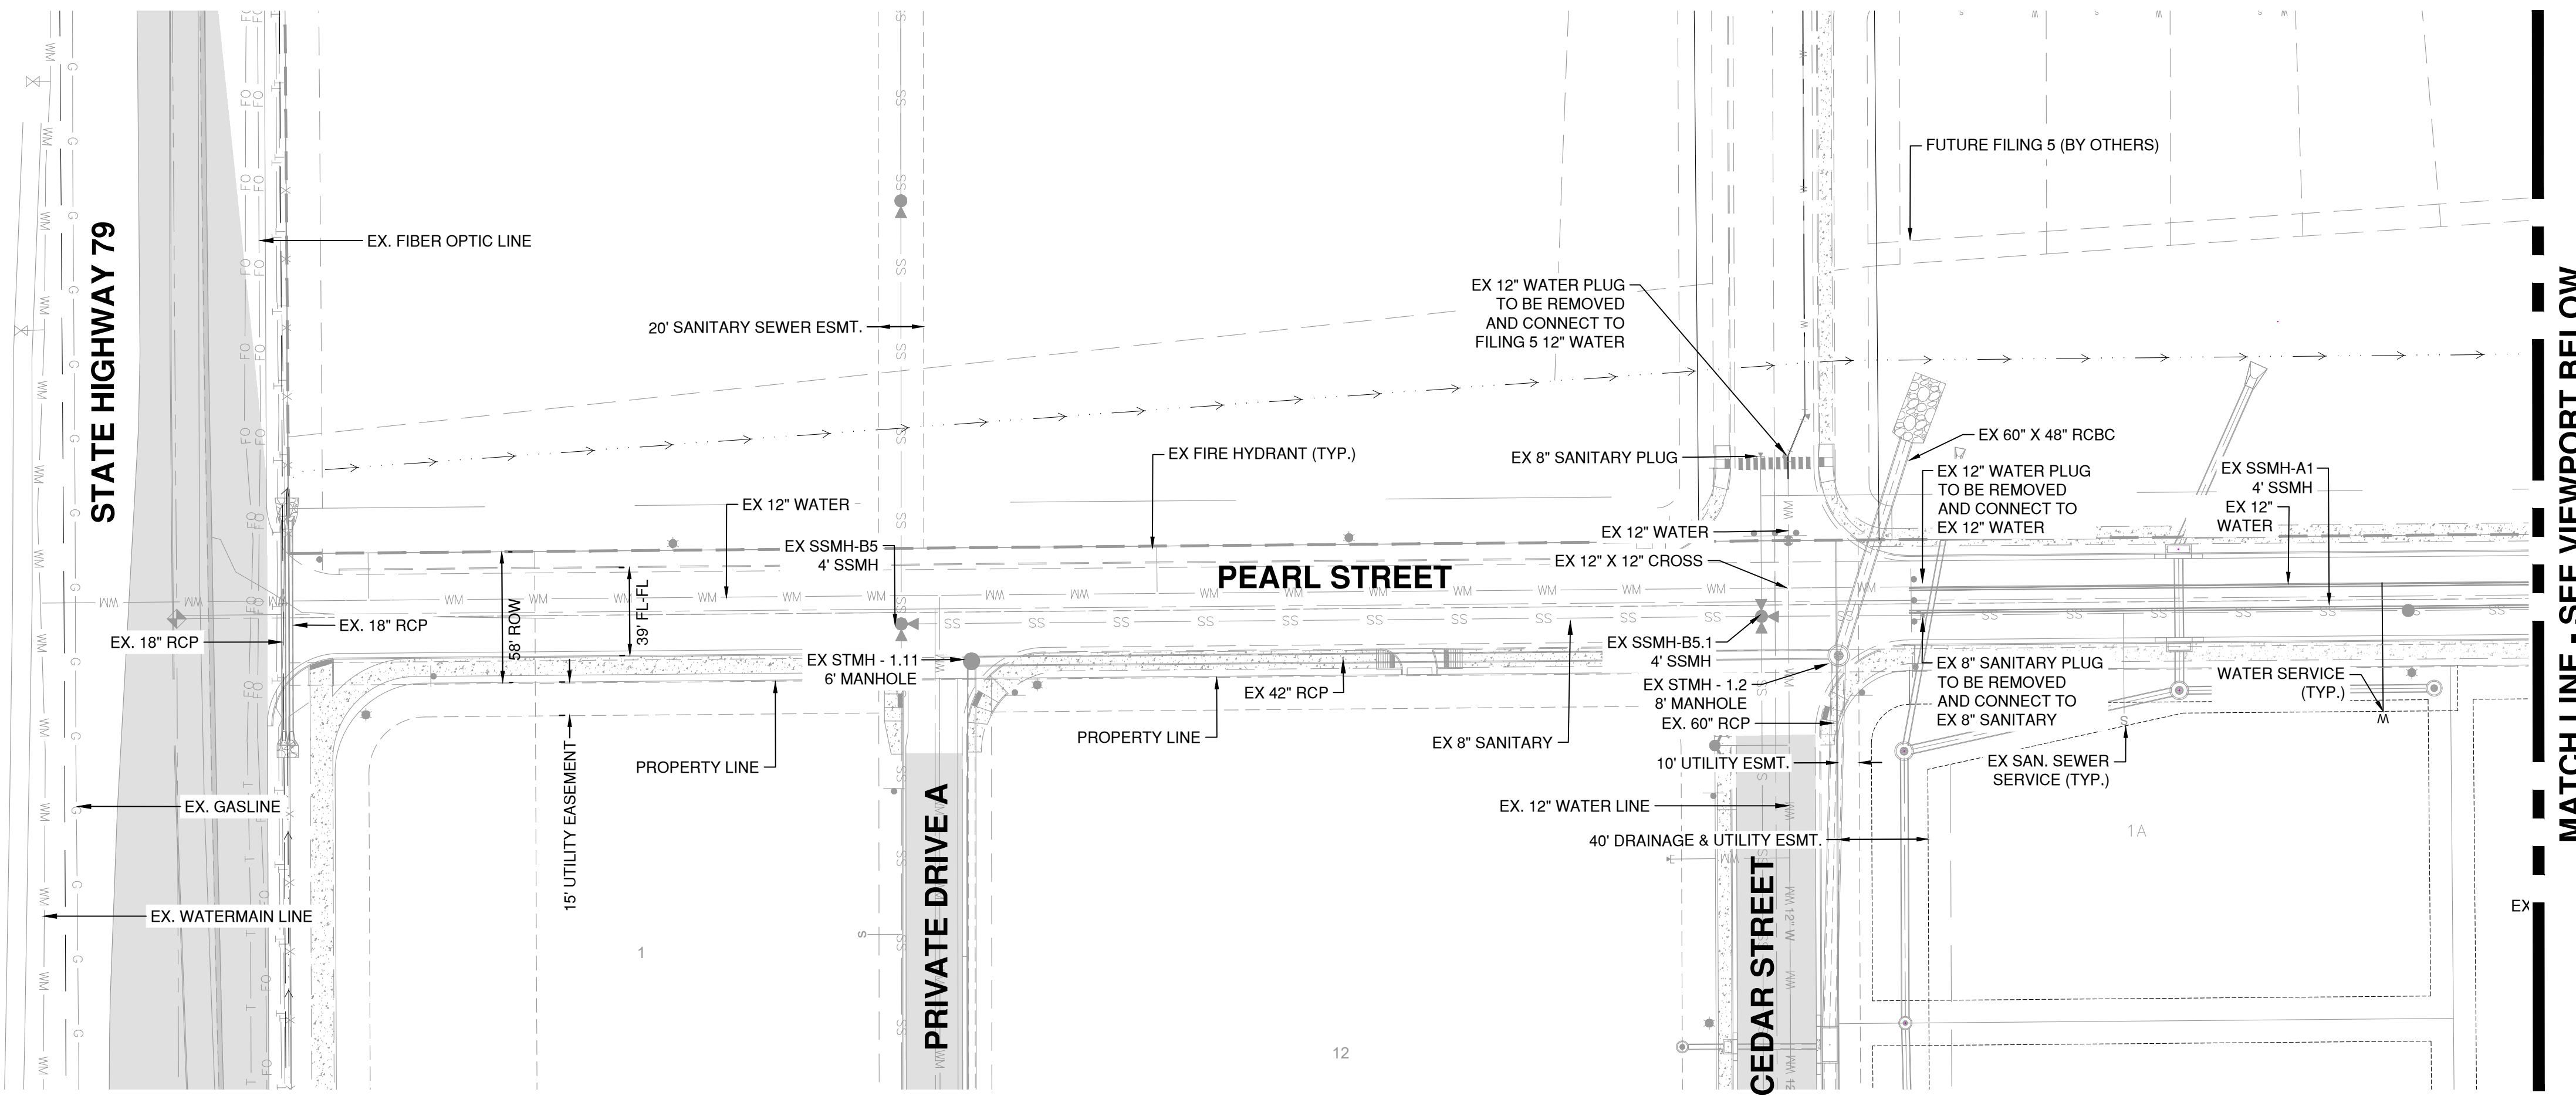 STATE HIGHWAY 79
EX. FIBER OPTIC LINE
20' SANITARY SEWER ESMT.
FUTURE FILING 5 (BY OTHERS)
EX 12" WATER PLUG
TO BE REMOVED
AND CONNECT TO
FILING 5 12" WATER
EX FIRE HYDRANT (TYP.)
EX 8" SANITARY PLUG
EX 60" X 48" RCBC
EX 12" WATER PLUG
TO BE REMOVED
AND CONNECT TO
EX 12" WATER
EX SSMH-A1
4' SSMH
EX 12"
WATER
EX 12" WATER
EX SSMH-B5
4' SSMH
EX 12" WATER
EX 12" X 12" CROSS
PEARL STREET
58' ROW
39' FL-FL
EX. 18" RCP
EX. 18" RCP
EX STMH - 1.11
6' MANHOLE
EX 42" RCP
EX SSMH-B5.1
4' SSMH
EX STMH - 1.2
8' MANHOLE
EX. 60" RCP
EX 8" SANITARY PLUG
TO BE REMOVED
AND CONNECT TO
EX 8" SANITARY
WATER SERVICE
(TYP.)
W
PROPERTY LINE
PROPERTY LINE
EX 8" SANITARY
10' UTILITY ESMT.
EX SAN. SEWER
SERVICE (TYP.)
15' UTILITY EASEMENT
EX. GASLINE
EX. 12" WATER LINE
40' DRAINAGE & UTILITY ESMT.
1A
EX. WATERMAIN LINE
PRIVATE DRIVE A
CEDAR STREET
1
12
S
EX
MATCH LINE - SEE VIEWPORT BELOW